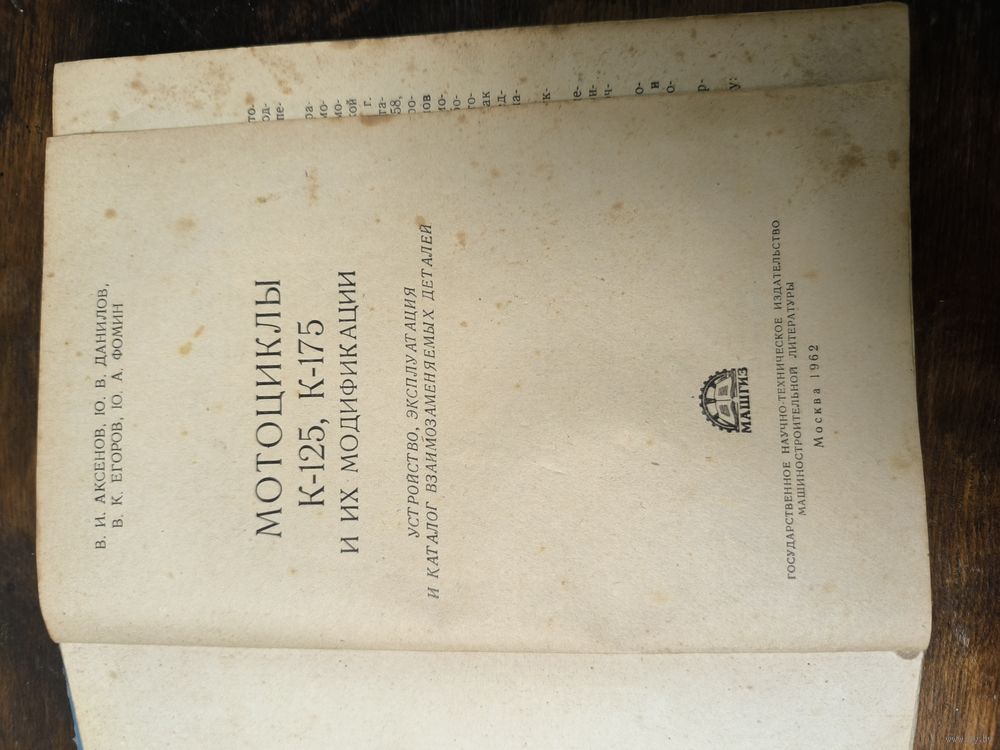 В. И. АКСЕНОВ, Ю. В. ДАНИЛОВ,
В. К. ЕГОРОВ, Ю. А. ФОМИН
МОТОЦИКЛЫ
К-125, К-175
И ИХ МОДИФИКАЦИИ
УСТРОЙСТВО, ЭКСПЛУАТАЦИЯ
И КАТАЛОГ ВЗАИМОЗАМЕНЯЕМЫХ ДЕТАЛЕЙ
МАШГИЗ
ГОСУДАРСТВЕННОЕ НАУЧНО-ТЕХНИЧЕСКОЕ ИЗДАТЕЛЬСТВО
МАШИНОСТРОИТЕЛЬНОЙ ЛИТЕРАТУРЫ
Москва 1962